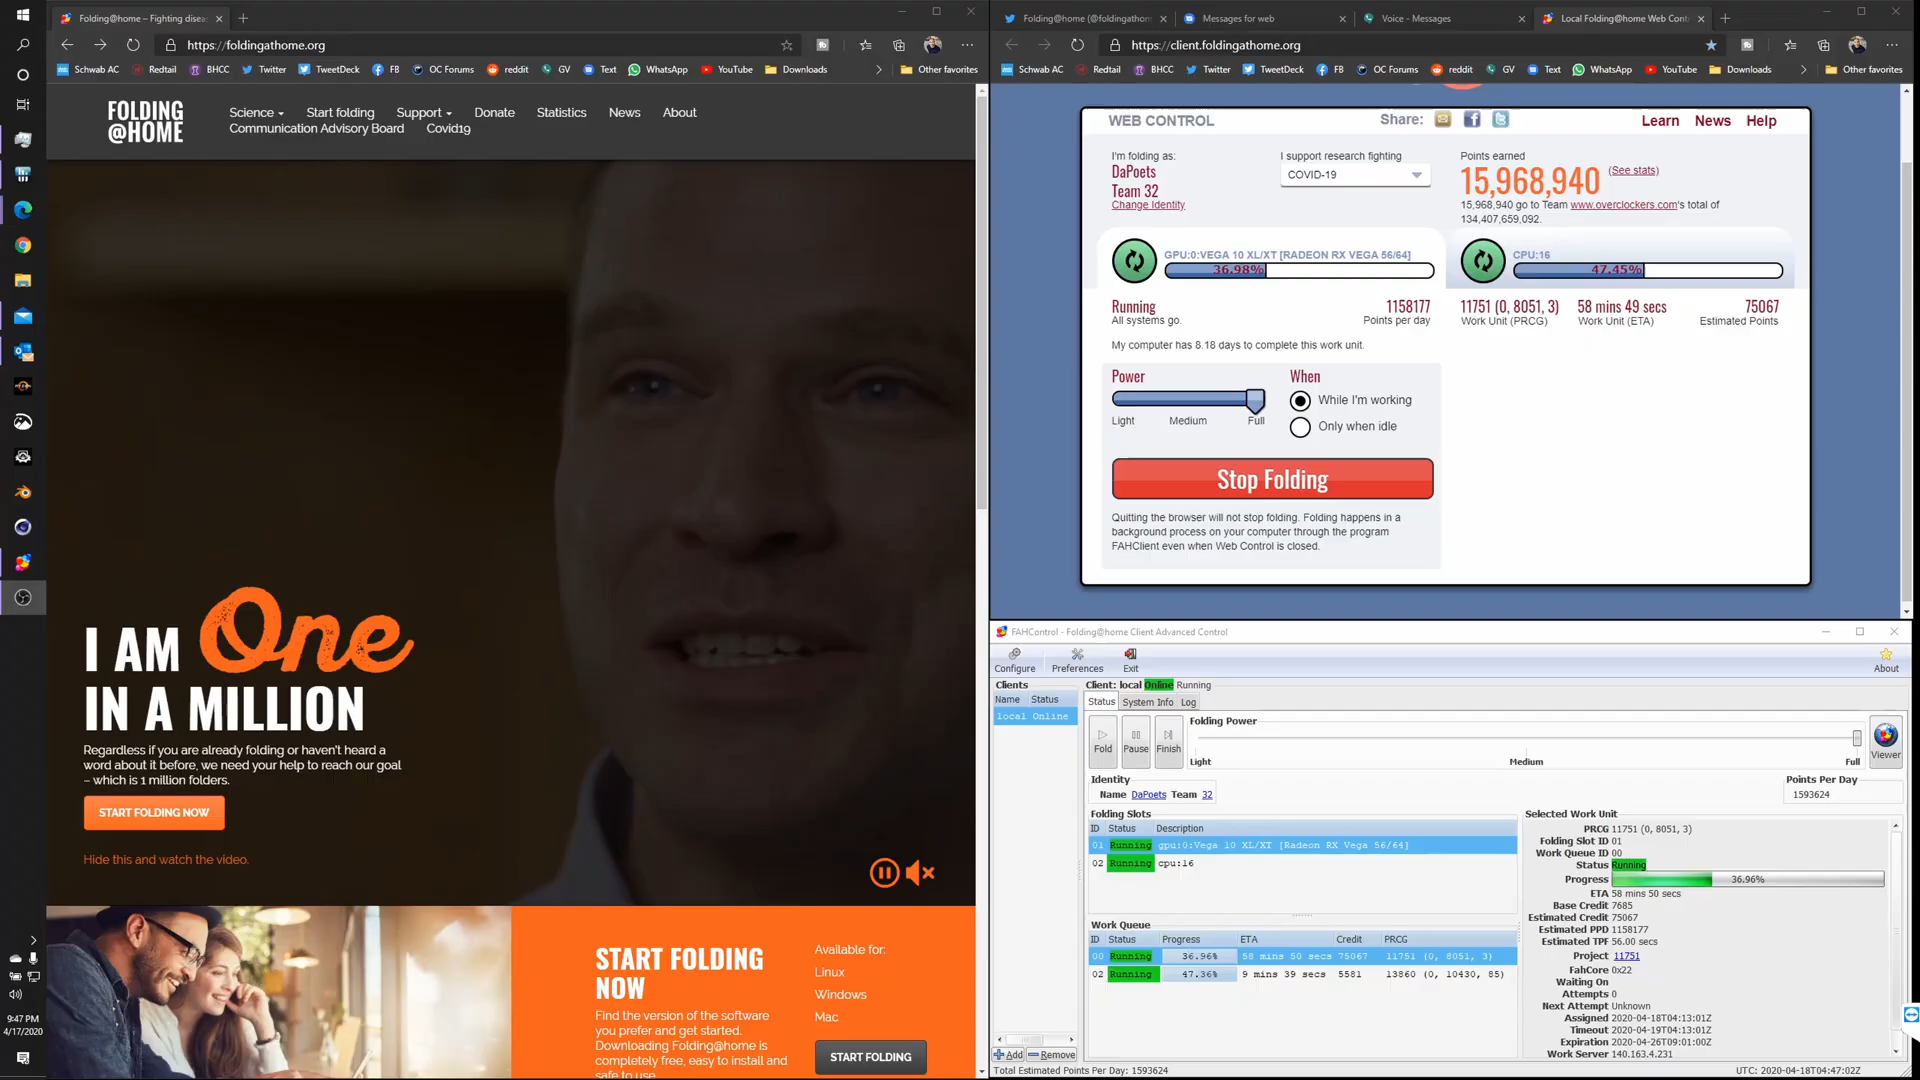 Folding@home – Fighting diseas
https://foldingathome.org
Schwab AC
Redtail
BHCC
Twitter
TweetDeck
FB
OC Forums
reddit
GV
Text
WhatsApp
YouTube
Downloads
Other favorites
FOLDING
@HOME
Science
Start folding
Support
Donate
Statistics
News
About
Communication Advisory Board
Covid19
I AM One
IN A MILLION
Regardless if you are already folding or haven't heard a
word about it before, we need your help to reach our goal
– which is 1 million folders.
START FOLDING NOW
Hide this and watch the video.
START FOLDING
NOW
Find the version of the software
you prefer and get started.
Downloading Folding@home is
completely free, easy to install and
safe to use.
Available for:
Linux
Windows
Mac
START FOLDING
9:47 PM
4/17/2020
Folding@home (@foldingathom
Messages for web
Voice - Messages
Local Folding@home Web Cont
https://client.foldingathome.org
Schwab AC
Redtail
BHCC
Twitter
TweetDeck
FB
OC Forums
reddit
GV
Text
WhatsApp
YouTube
Downloads
Other favorites
WEB CONTROL
Share:
Learn
News
Help
I'm folding as:
DaPoets
Team 32
Change Identity
I support research fighting
COVID-19
Points earned
15,968,940 (See stats)
15,968,940 go to Team www.overclockers.com's total of
134,407,659,092.
GPU:0:VEGA 10 XL/XT [RADEON RX VEGA 56/64]
36.98%
CPU:16
47.45%
Running
All systems go.
1158177
Points per day
11751 (0, 8051, 3)
Work Unit (PRCG)
58 mins 49 secs
Work Unit (ETA)
75067
Estimated Points
My computer has 8.18 days to complete this work unit.
Power
Light
Medium
Full
When
While I'm working
Only when idle
Stop Folding
Quitting the browser will not stop folding. Folding happens in a
background process on your computer through the program
FAHClient even when Web Control is closed.
FAHControl - Folding@home Client Advanced Control
Configure
Preferences
Exit
About
Clients
Name Status
local Online
Client: local Online Running
Status
System Info
Log
Fold
Pause
Finish
Folding Power
Light
Medium
Full
Viewer
Identity
Name DaPoets Team 32
Points Per Day
1593624
Folding Slots
ID Status Description
01 Running gpu:0:Vega 10 XL/XT [Radeon RX Vega 56/64]
02 Running cpu:16
Work Queue
ID Status Progress ETA Credit PRCG
00 Running 36.96% 58 mins 50 secs 75067 11751 (0, 8051, 3)
02 Running 47.36% 9 mins 39 secs 5581 13860 (0, 10430, 85)
Selected Work Unit
PRCG 11751 (0, 8051, 3)
Folding Slot ID 01
Work Queue ID 00
Status Running
Progress 36.96%
ETA 58 mins 50 secs
Base Credit 7685
Estimated Credit 75067
Estimated PPD 1158177
Estimated TPF 56.00 secs
Project 11751
FahCore 0x22
Waiting On
Attempts 0
Next Attempt Unknown
Assigned 2020-04-18T04:13:01Z
Timeout 2020-04-19T04:13:01Z
Expiration 2020-04-26T09:01:00Z
Work Server 140.163.4.231
Add
Remove
Total Estimated Points Per Day: 1593624
UTC: 2020-04-18T04:47:02Z